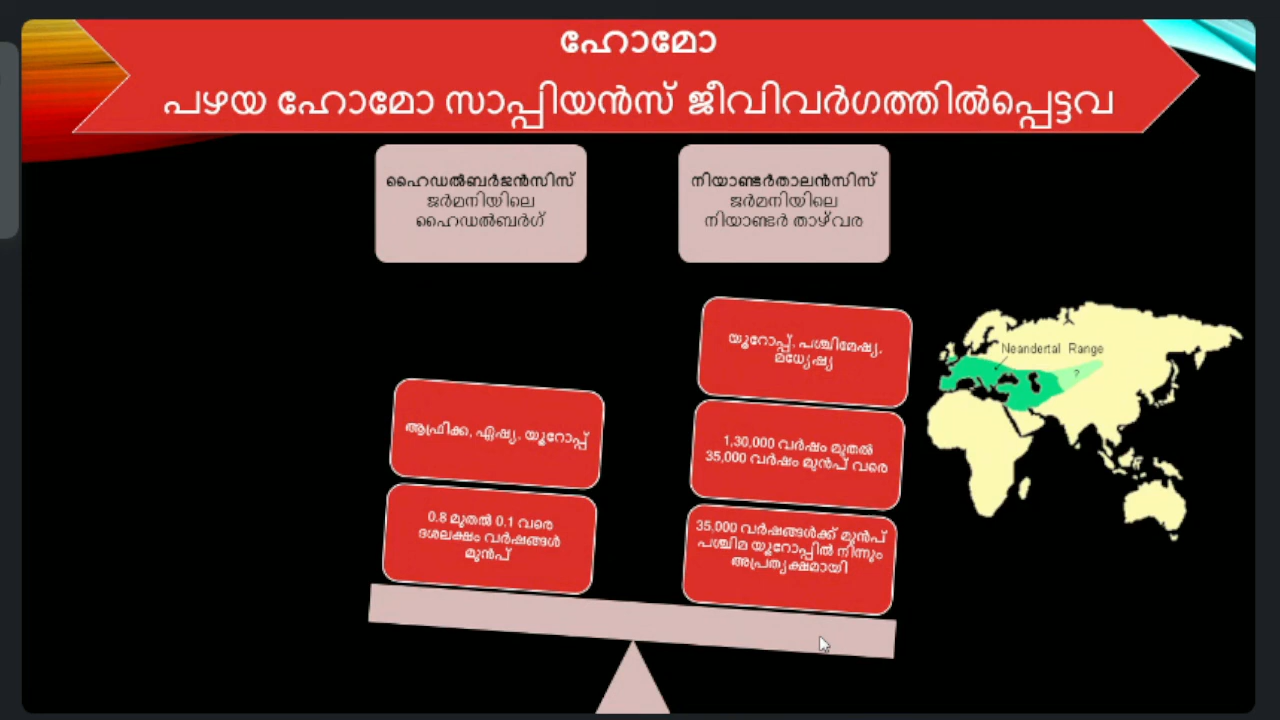 ഹോമോ
പഴയ ഹോമോ സാപ്പിയൻസ് ജീവിവർഗത്തിൽപ്പെട്ടവ
ഹൈഡൽബർജൻസിസ്
ജർമനിയിലെ
ഹൈഡൽബർഗ്
നിയാണ്ടർതാലൻസിസ്
ജർമനിയിലെ
നിയാണ്ടർ താഴ്‌വര
ആഫ്രിക്ക, ഏഷ്യ, യൂറോപ്പ്
0.8 മുതൽ 0.1 വരെ
ദശലക്ഷം വർഷങ്ങൾ
മുൻപ്
യൂറോപ്പ്, പശ്ചിമേഷ്യ,
മധ്യേഷ്യ
1,30,000 വർഷം മുതൽ
35,000 വർഷം മുൻപ് വരെ
35,000 വർഷങ്ങൾക്ക് മുൻപ്
പശ്ചിമ യൂറോപ്പിൽ നിന്നും
അപ്രത്യക്ഷമായി
Neandertal Range
?